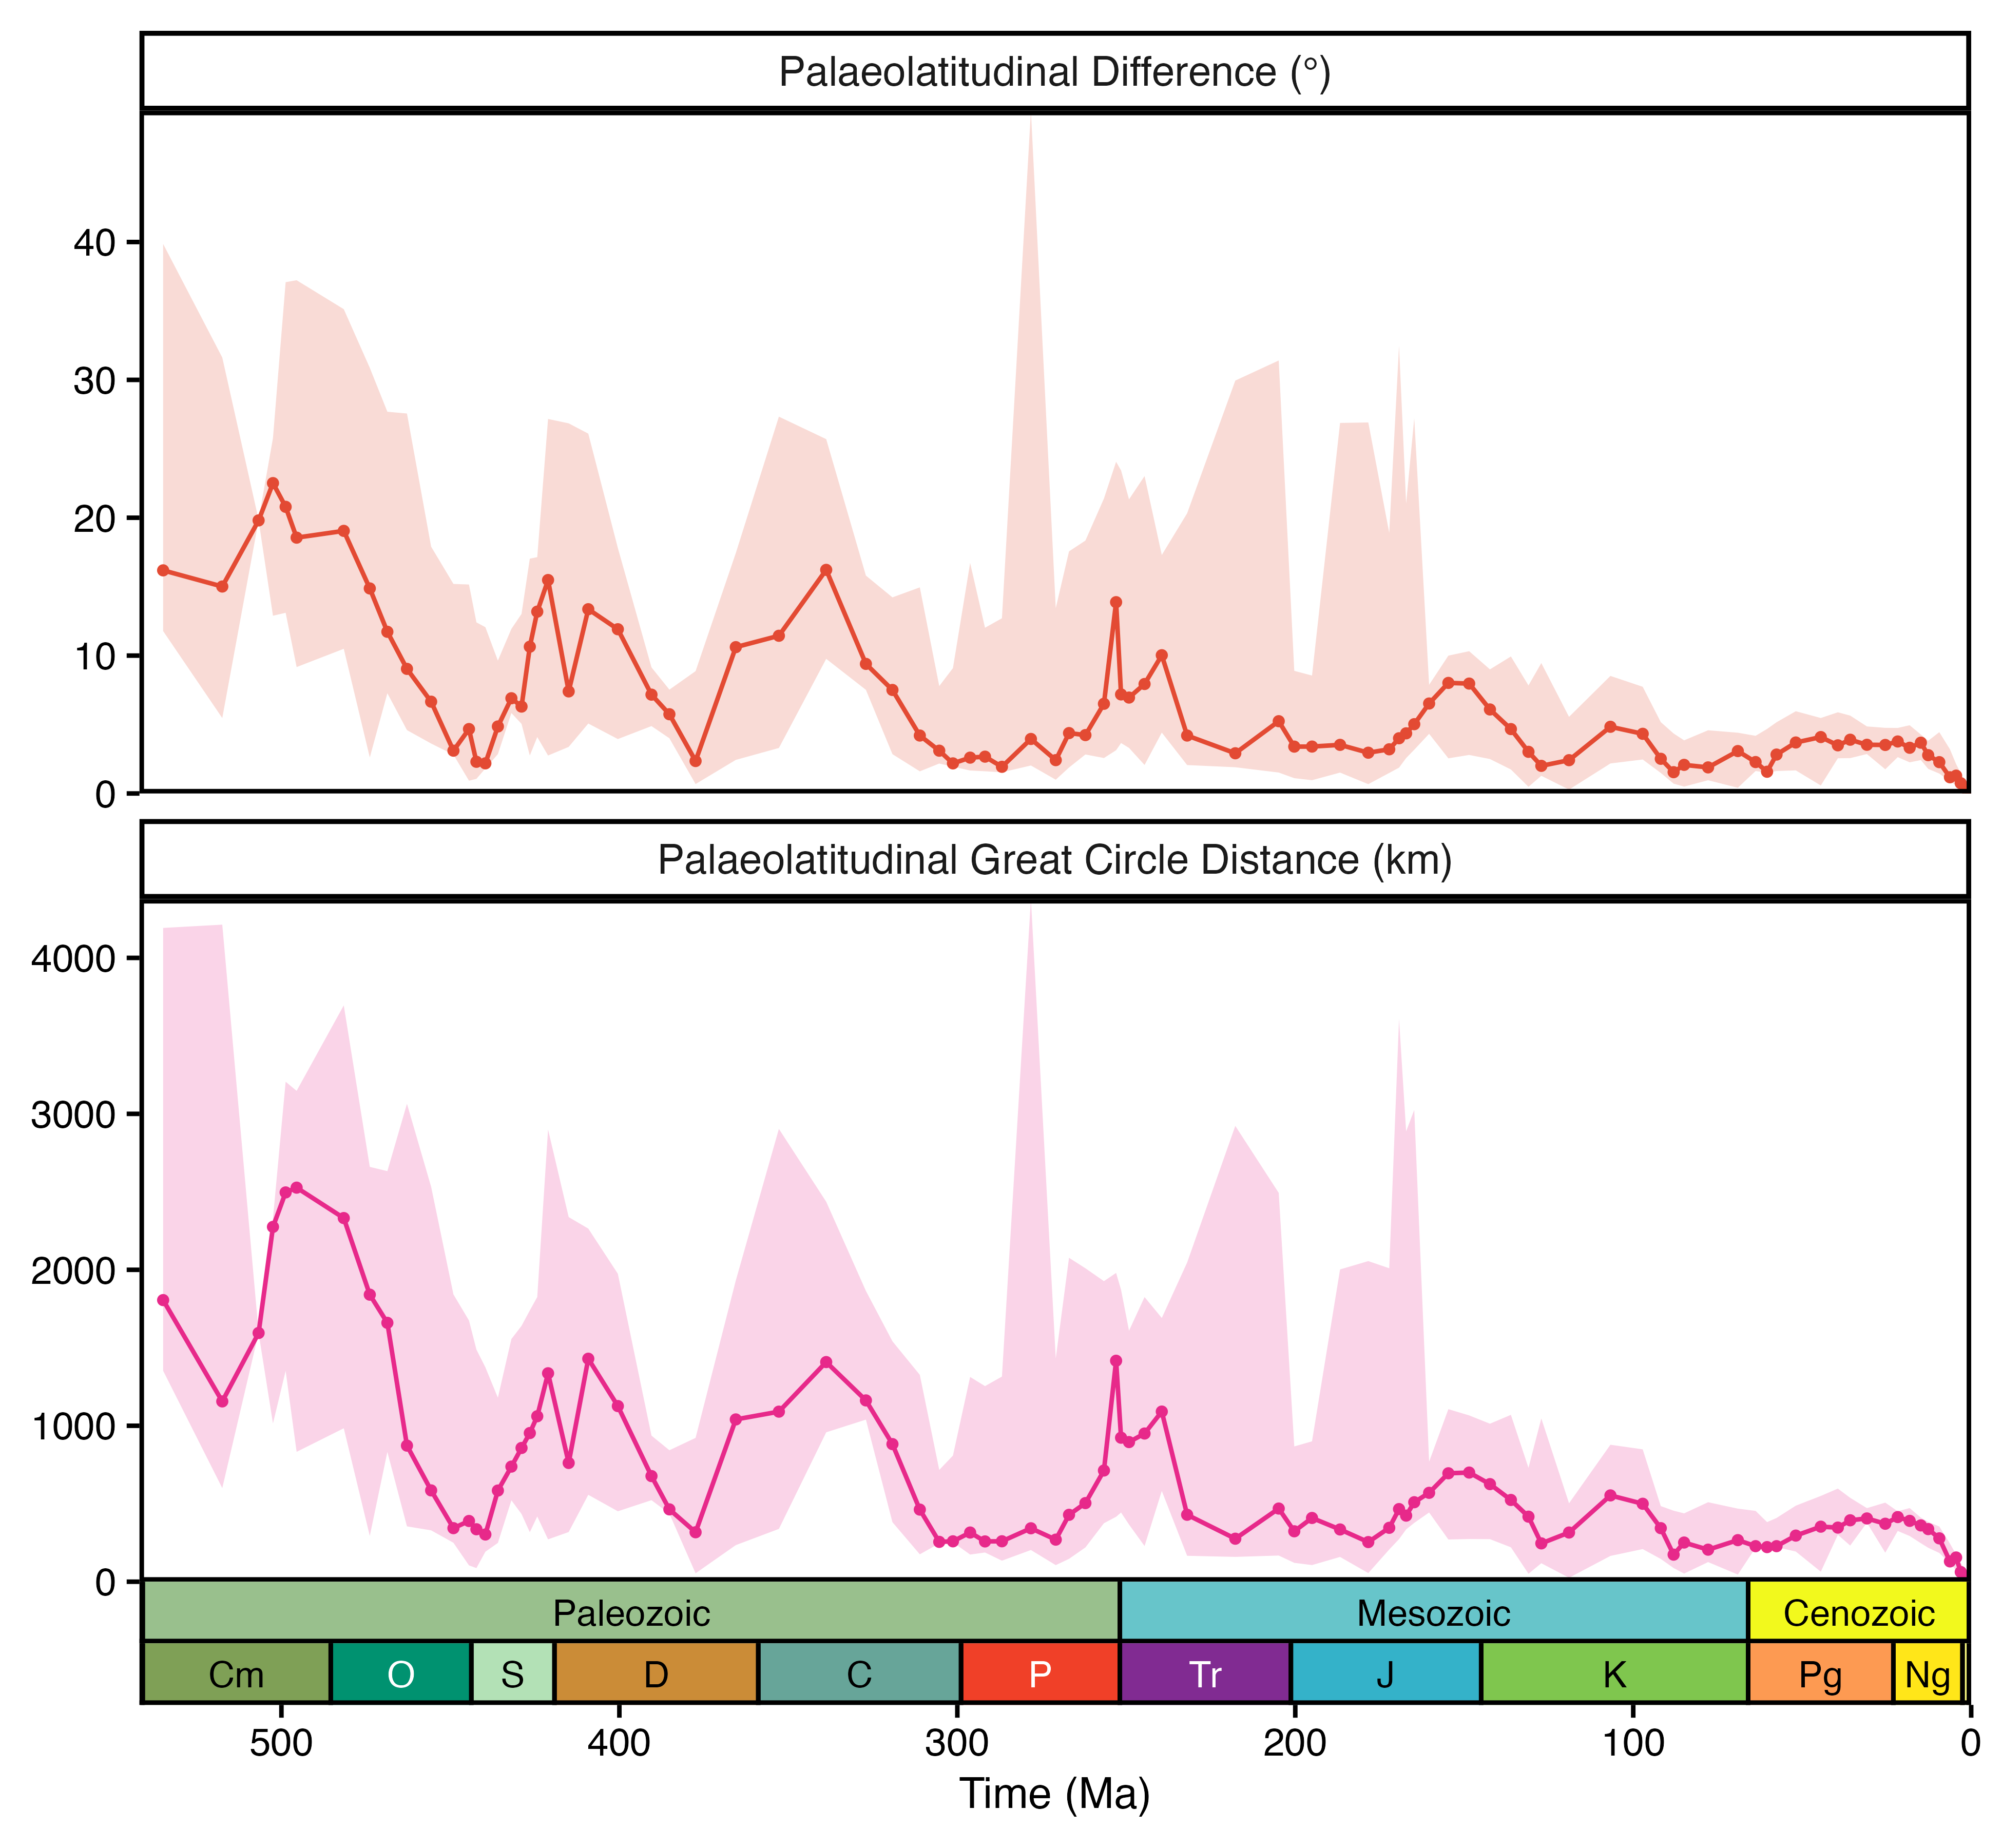 Palaeolatitudinal Difference (°)
40
30
20
10
0
Palaeolatitudinal Great Circle Distance (km)
4000
3000
2000
1000
0
Paleozoic Mesozoic Cenozoic
Cm O S D C P Tr J K Pg Ng
500 400 300 200 100 0
Time (Ma)